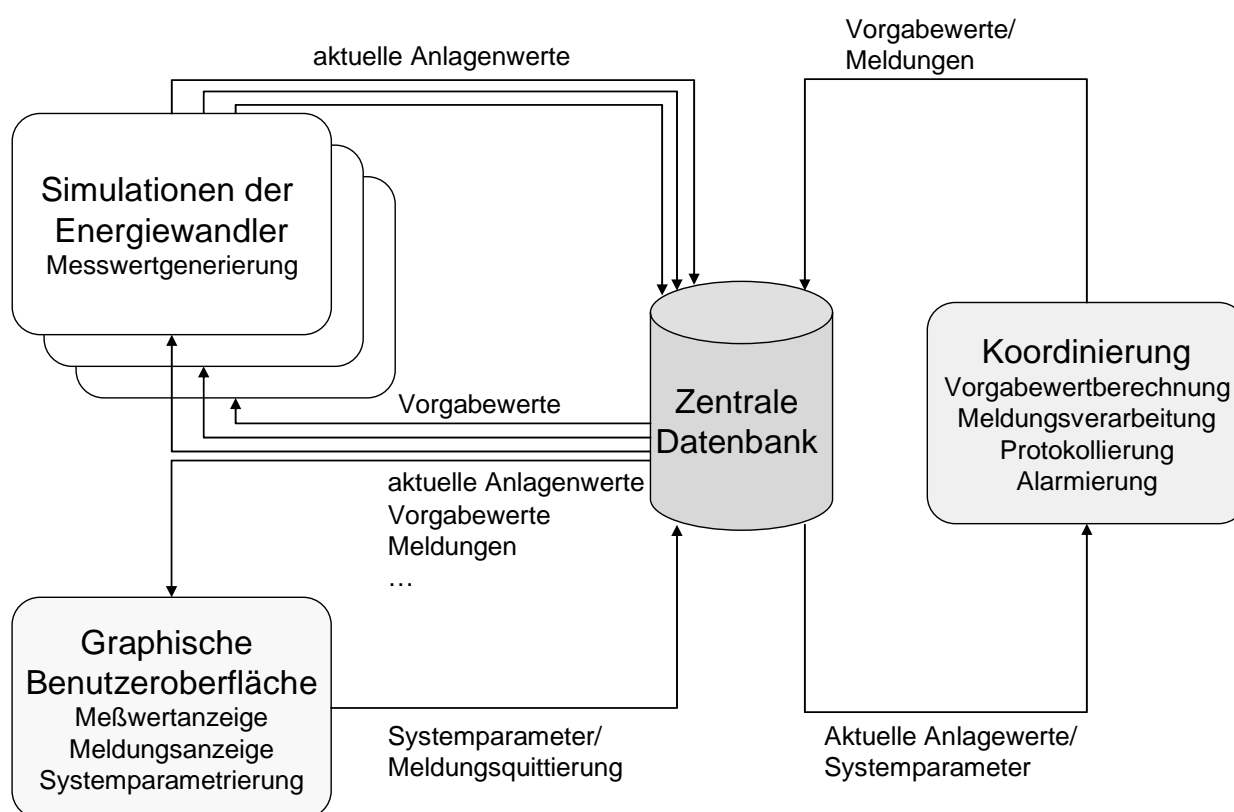 aktuelle Anlagenwerte
Vorgabewerte/
Meldungen
Simulationen der
Energiewandler
Messwertgenerierung
Zentrale
Datenbank
Koordinierung
Vorgabewertberechnung
Meldungsverarbeitung
Protokollierung
Alarmierung
Vorgabewerte
aktuelle Anlagenwerte
Vorgabewerte
Meldungen
…
Graphische
Benutzeroberfläche
Meßwertanzeige
Meldungsanzeige
Systemparametrierung
Systemparameter/
Meldungsquittierung
Aktuelle Anlagewerte/
Systemparameter